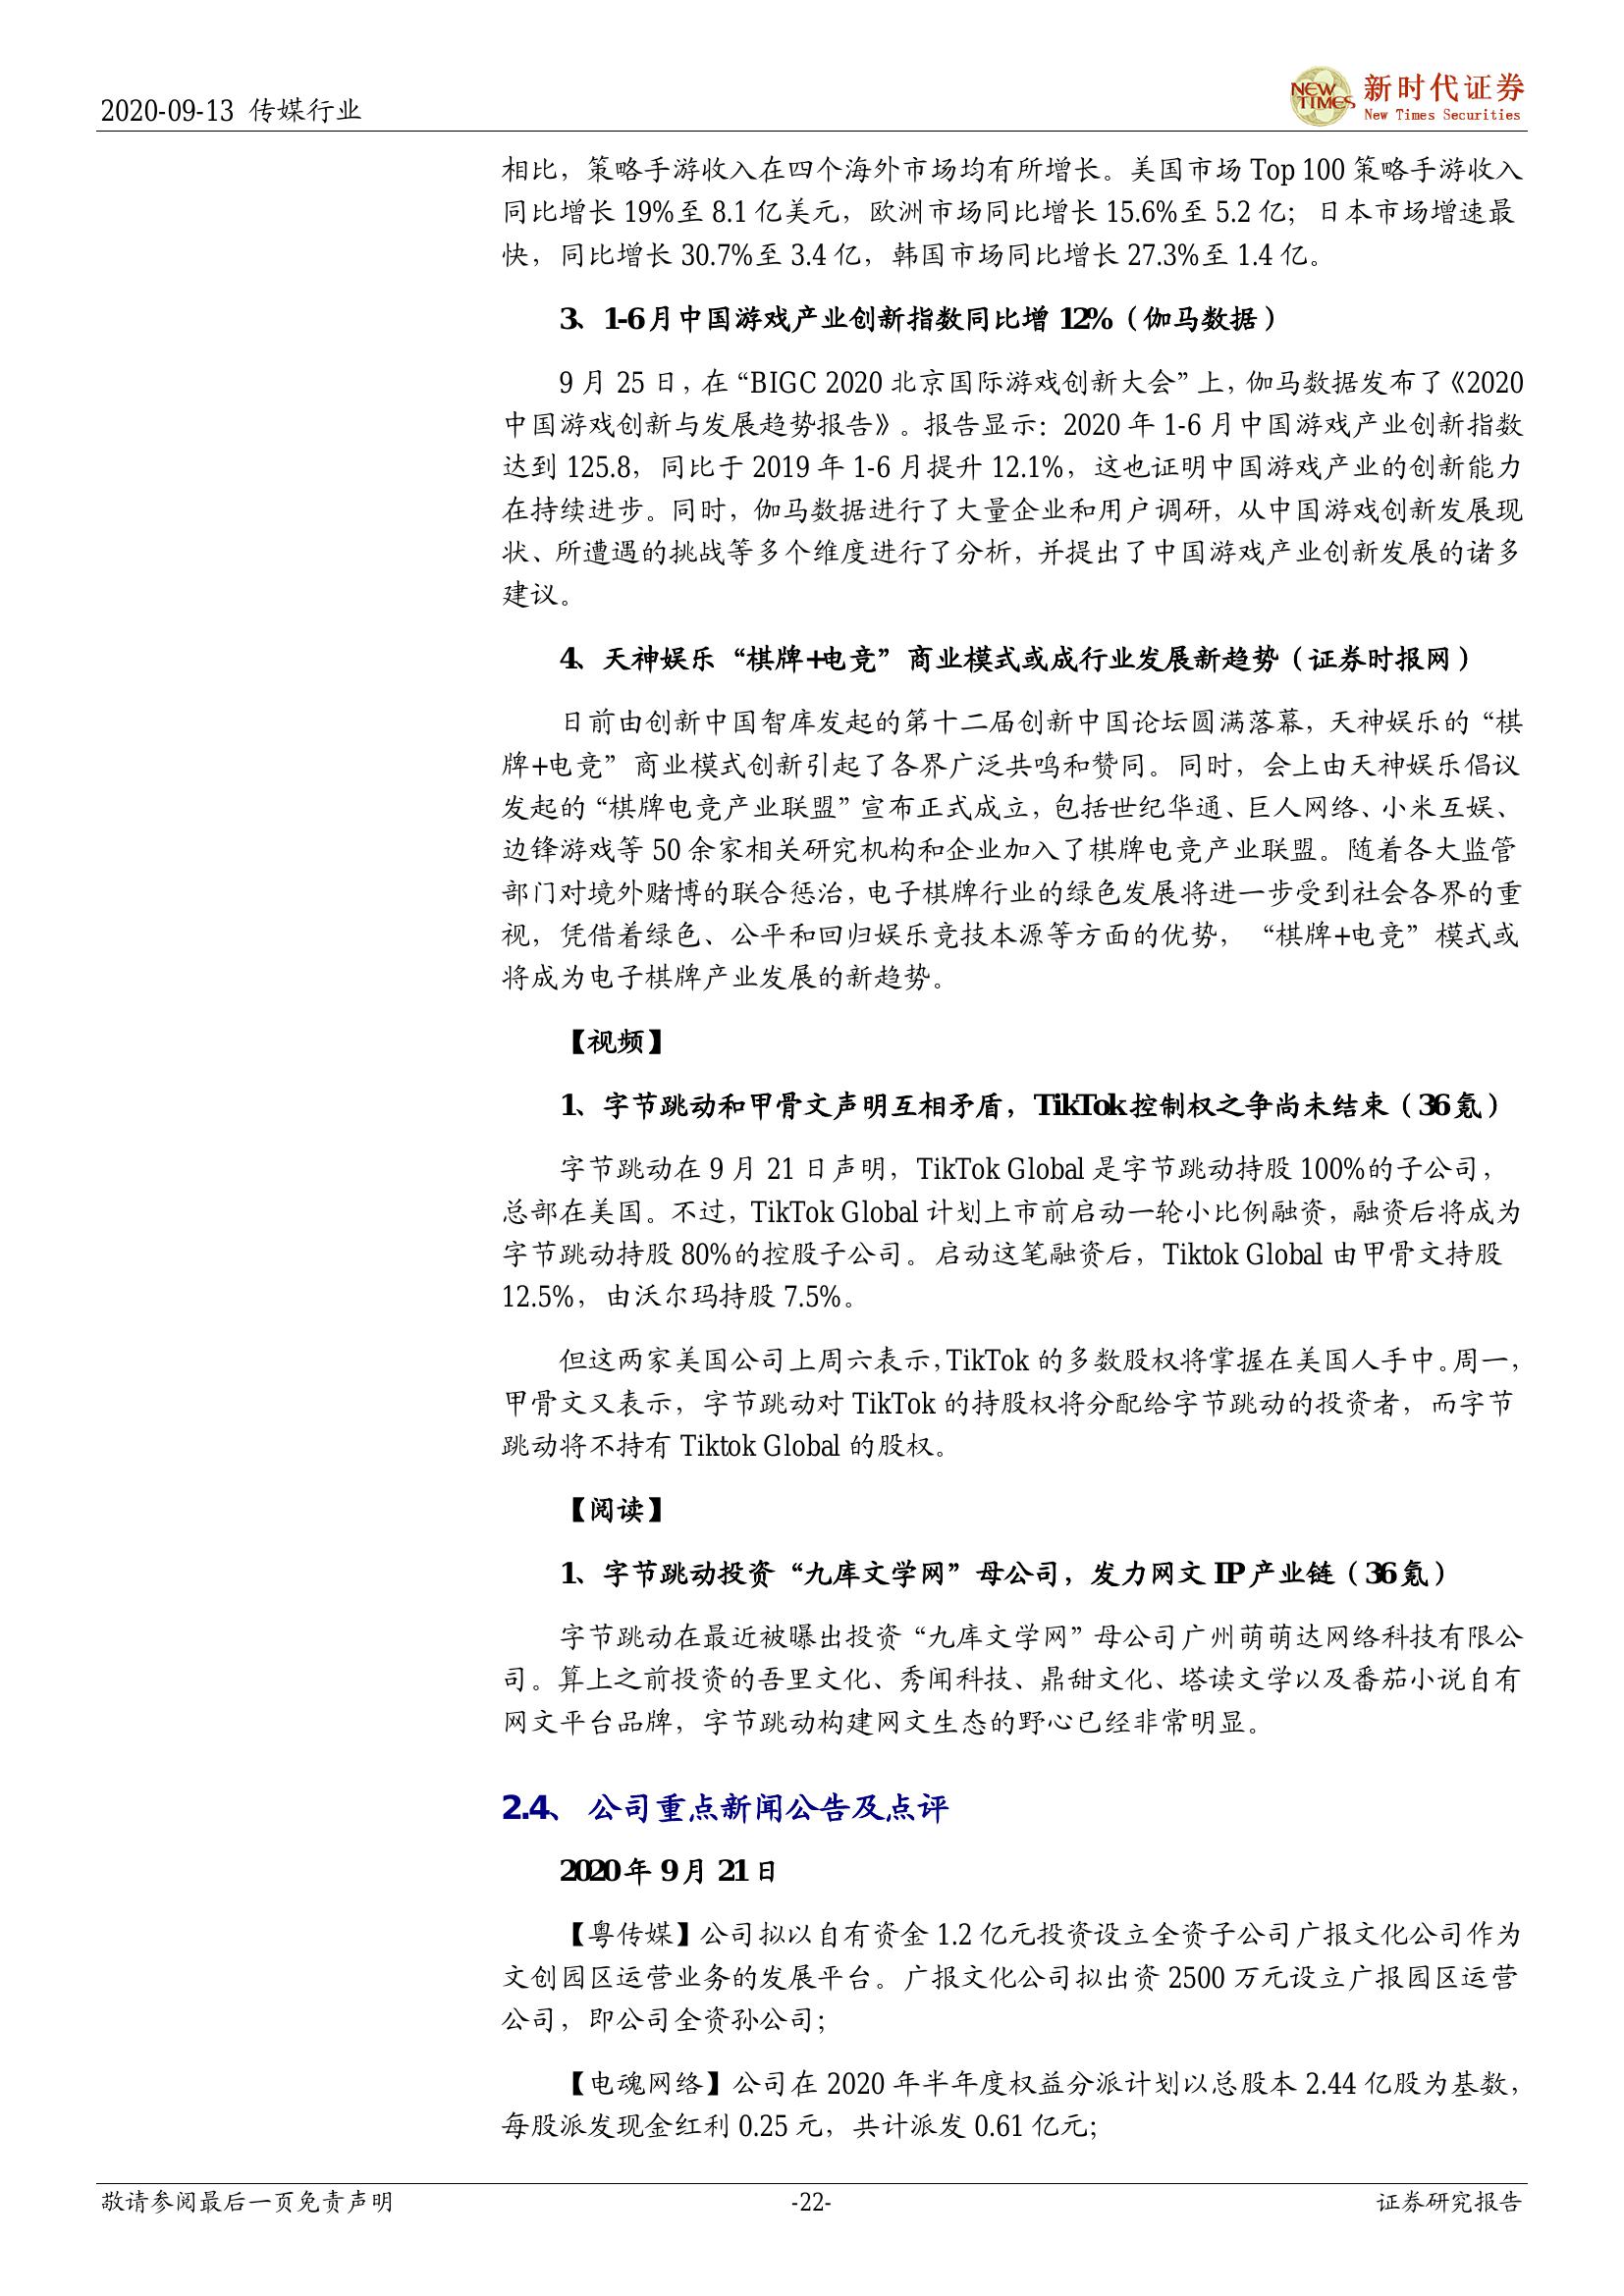 2020-09-13 传媒行业
NEW TIMES 新时代证券
New Times Securities
相比，策略手游收入在四个海外市场均有所增长。美国市场 Top 100 策略手游收入
同比增长 19%至 8.1 亿美元，欧洲市场同比增长 15.6%至 5.2 亿；日本市场增速最
快，同比增长 30.7%至 3.4 亿，韩国市场同比增长 27.3%至 1.4 亿。
3、1-6 月中国游戏产业创新指数同比增 12%（伽马数据）
9 月 25 日，在“BIGC 2020 北京国际游戏创新大会”上，伽马数据发布了《2020
中国游戏创新与发展趋势报告》。报告显示：2020 年 1-6 月中国游戏产业创新指数
达到 125.8，同比于 2019 年 1-6 月提升 12.1%，这也证明中国游戏产业的创新能力
在持续进步。同时，伽马数据进行了大量企业和用户调研，从中国游戏创新发展现
状、所遭遇的挑战等多个维度进行了分析，并提出了中国游戏产业创新发展的诸多
建议。
4、天神娱乐“棋牌+电竞”商业模式或成行业发展新趋势（证券时报网）
日前由创新中国智库发起的第十二届创新中国论坛圆满落幕，天神娱乐的“棋
牌+电竞”商业模式创新引起了各界广泛共鸣和赞同。同时，会上由天神娱乐倡议
发起的“棋牌电竞产业联盟”宣布正式成立，包括世纪华通、巨人网络、小米互娱、
边锋游戏等 50 余家相关研究机构和企业加入了棋牌电竞产业联盟。随着各大监管
部门对境外赌博的联合惩治，电子棋牌行业的绿色发展将进一步受到社会各界的重
视，凭借着绿色、公平和回归娱乐竞技本源等方面的优势，“棋牌+电竞”模式或
将成为电子棋牌产业发展的新趋势。
【视频】
1、字节跳动和甲骨文声明互相矛盾，TikTok 控制权之争尚未结束（36 氪）
字节跳动在 9 月 21 日声明，TikTok Global 是字节跳动持股 100%的子公司，
总部在美国。不过，TikTok Global 计划上市前启动一轮小比例融资，融资后将成为
字节跳动持股 80%的控股子公司。启动这笔融资后，Tiktok Global 由甲骨文持股
12.5%，由沃尔玛持股 7.5%。
但这两家美国公司上周六表示，TikTok 的多数股权将掌握在美国人手中。周一，
甲骨文又表示，字节跳动对 TikTok 的持股权将分配给字节跳动的投资者，而字节
跳动将不持有 Tiktok Global 的股权。
【阅读】
1、字节跳动投资“九库文学网”母公司，发力网文 IP 产业链（36 氪）
字节跳动在最近被曝出投资“九库文学网”母公司广州萌萌达网络科技有限公
司。算上之前投资的吾里文化、秀闻科技、鼎甜文化、塔读文学以及番茄小说自有
网文平台品牌，字节跳动构建网文生态的野心已经非常明显。
2.4、 公司重点新闻公告及点评
2020 年 9 月 21 日
【粤传媒】公司拟以自有资金 1.2 亿元投资设立全资子公司广报文化公司作为
文创园区运营业务的发展平台。广报文化公司拟出资 2500 万元设立广报园区运营
公司，即公司全资孙公司；
【电魂网络】公司在 2020 年半年度权益分派计划以总股本 2.44 亿股为基数，
每股派发现金红利 0.25 元，共计派发 0.61 亿元；
敬请参阅最后一页免责声明 -22- 证券研究报告